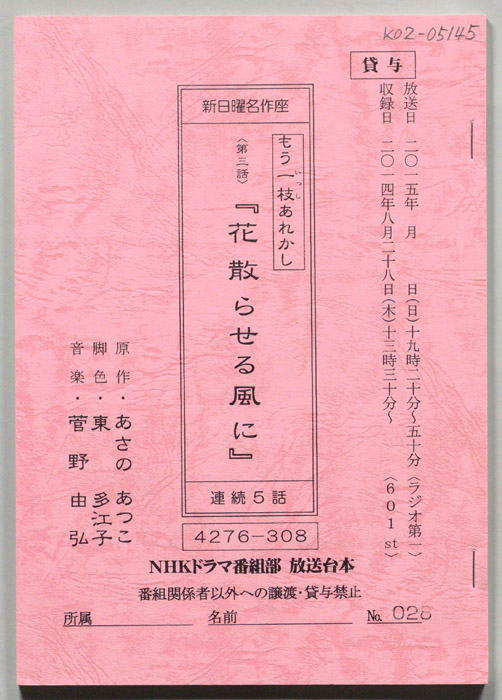 K02-05145
貸与
放送日 二〇一五年 月 日(日)十九時二十分～五十分〈ラジオ第一〉
収録日 二〇一四年八月二十八日(木)十三時三十分～〈601st〉
新日曜名作座
もう一枝あれかし
いっし
〈第三話〉
『花散らせる風に』
連続5話
4276-308
原作・あさの あつこ
脚色・東 多江子
音楽・菅野 由弘
NHKドラマ番組部 放送台本
番組関係者以外への譲渡・貸与禁止
所属 名前 No. 028